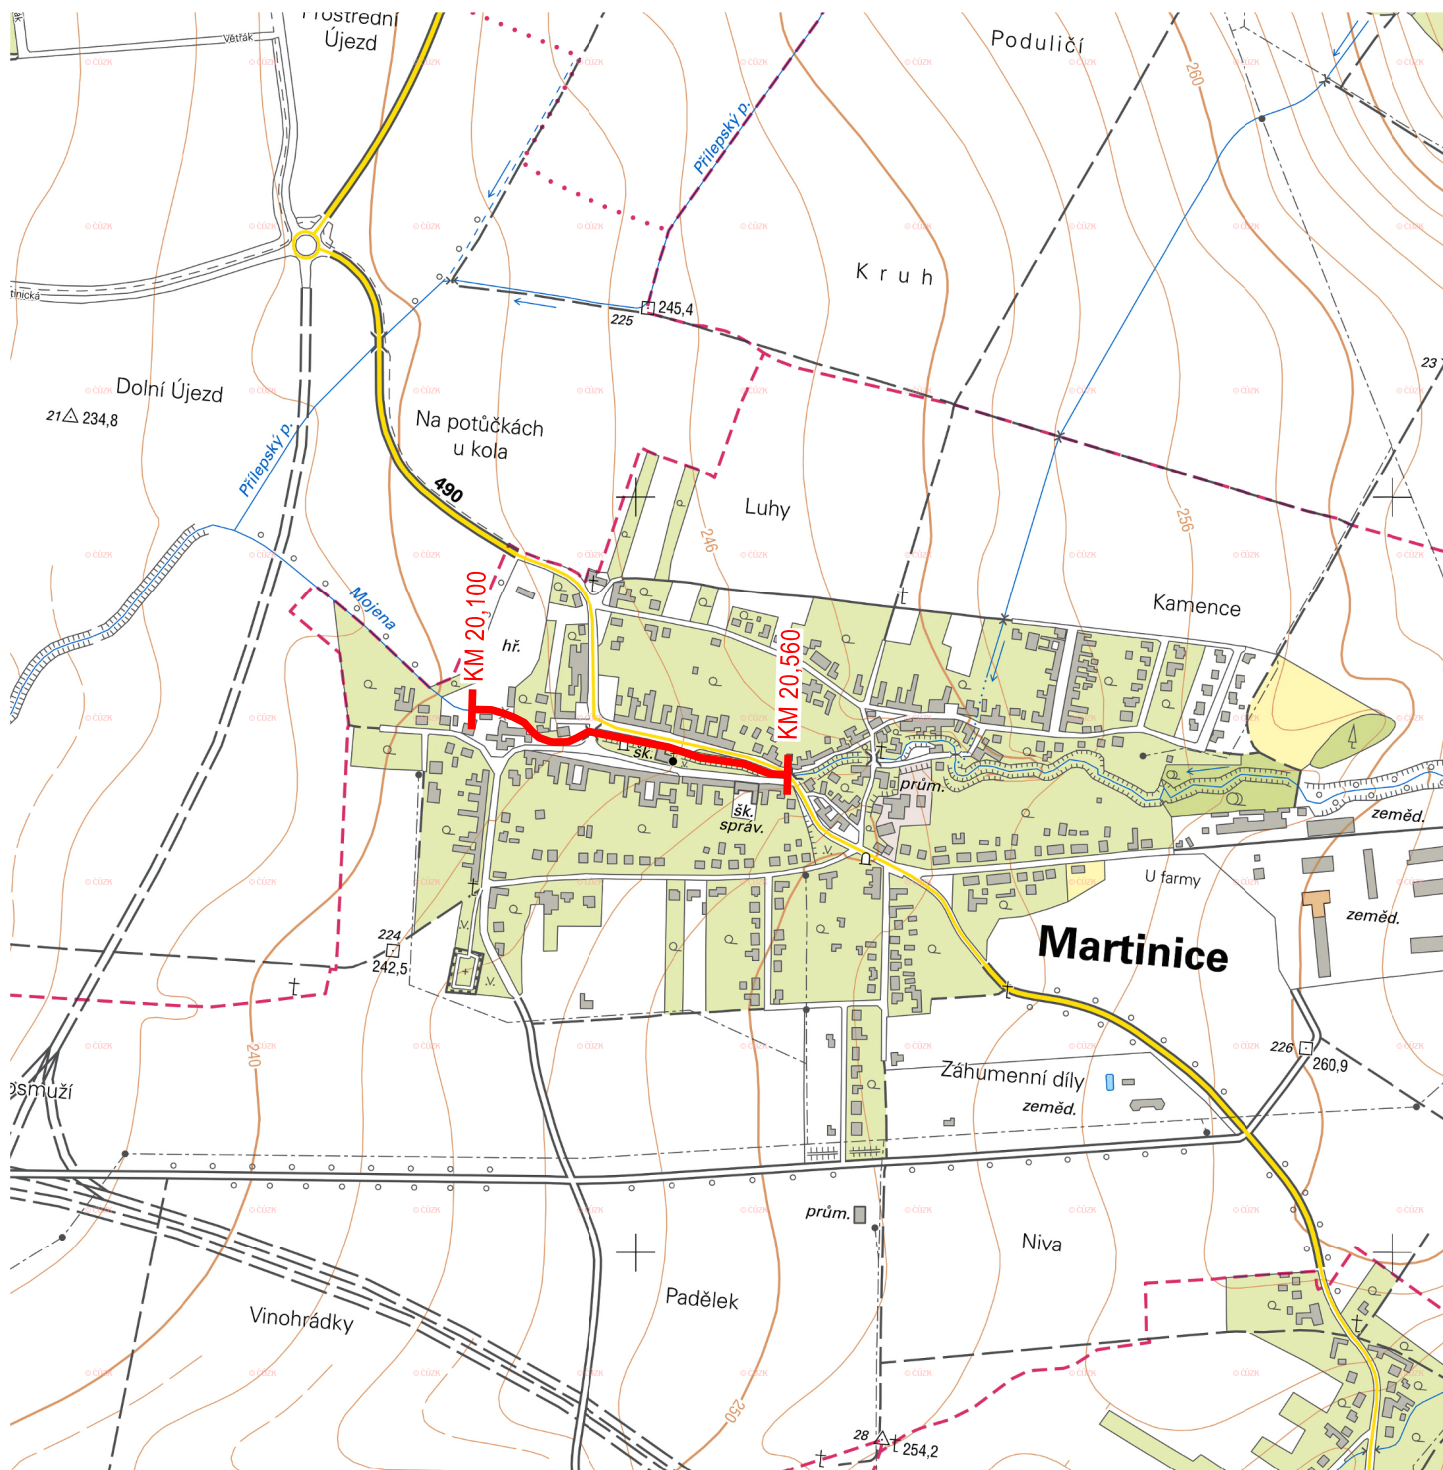 Prostřední
Újezd
Větřák
Poduličí
260
Přílepský p.
Kruh
245,4
225
Dolní Újezd
21
234,8
Na potůčkách
u kola
23
Přílepský p.
490
Luhy
246
256
Mojena
KM 20,100
hř.
KM 20,560
Kamence
šk.
prům.
šk.
správ.
zeměd.
U farmy
zeměd.
Martinice
224
242,5
240
226
260,9
Záhumenní díly
zeměd.
prům.
Niva
Padělek
Vinohrádky
250
28
254,2
© ČÚZK